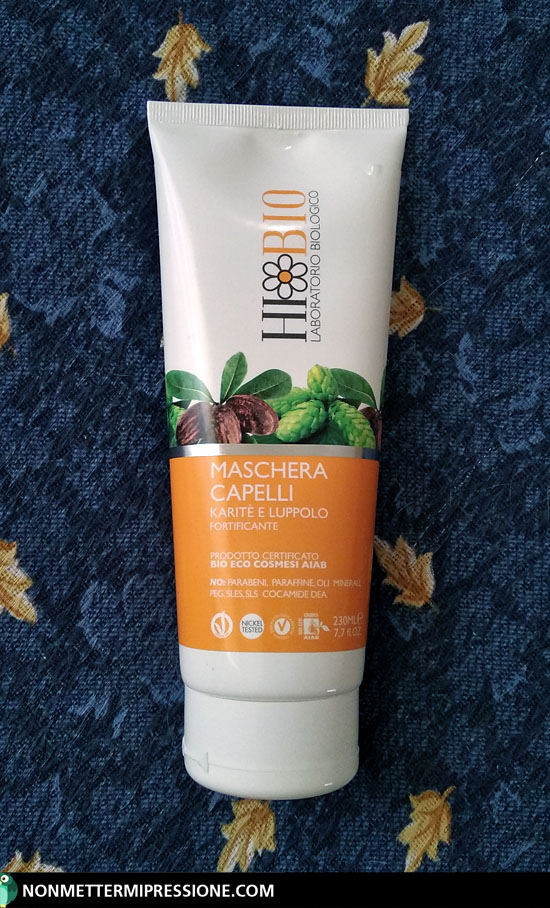 HI BIO
LABORATORIO BIOLOGICO
MASCHERA
CAPELLI
KARITÈ E LUPPOLO
FORTIFICANTE
PRODOTTO CERTIFICATO
BIO ECO COSMESI AIAB
NO: PARABENI, PARAFFINE, OLI MINERALI,
PEG, SLES, SLS COCAMIDE DEA.
NICKEL
TESTED
AIAB
230ML℮
7,7 fl. OZ.
NONMETTERMIPRESSIONE.COM